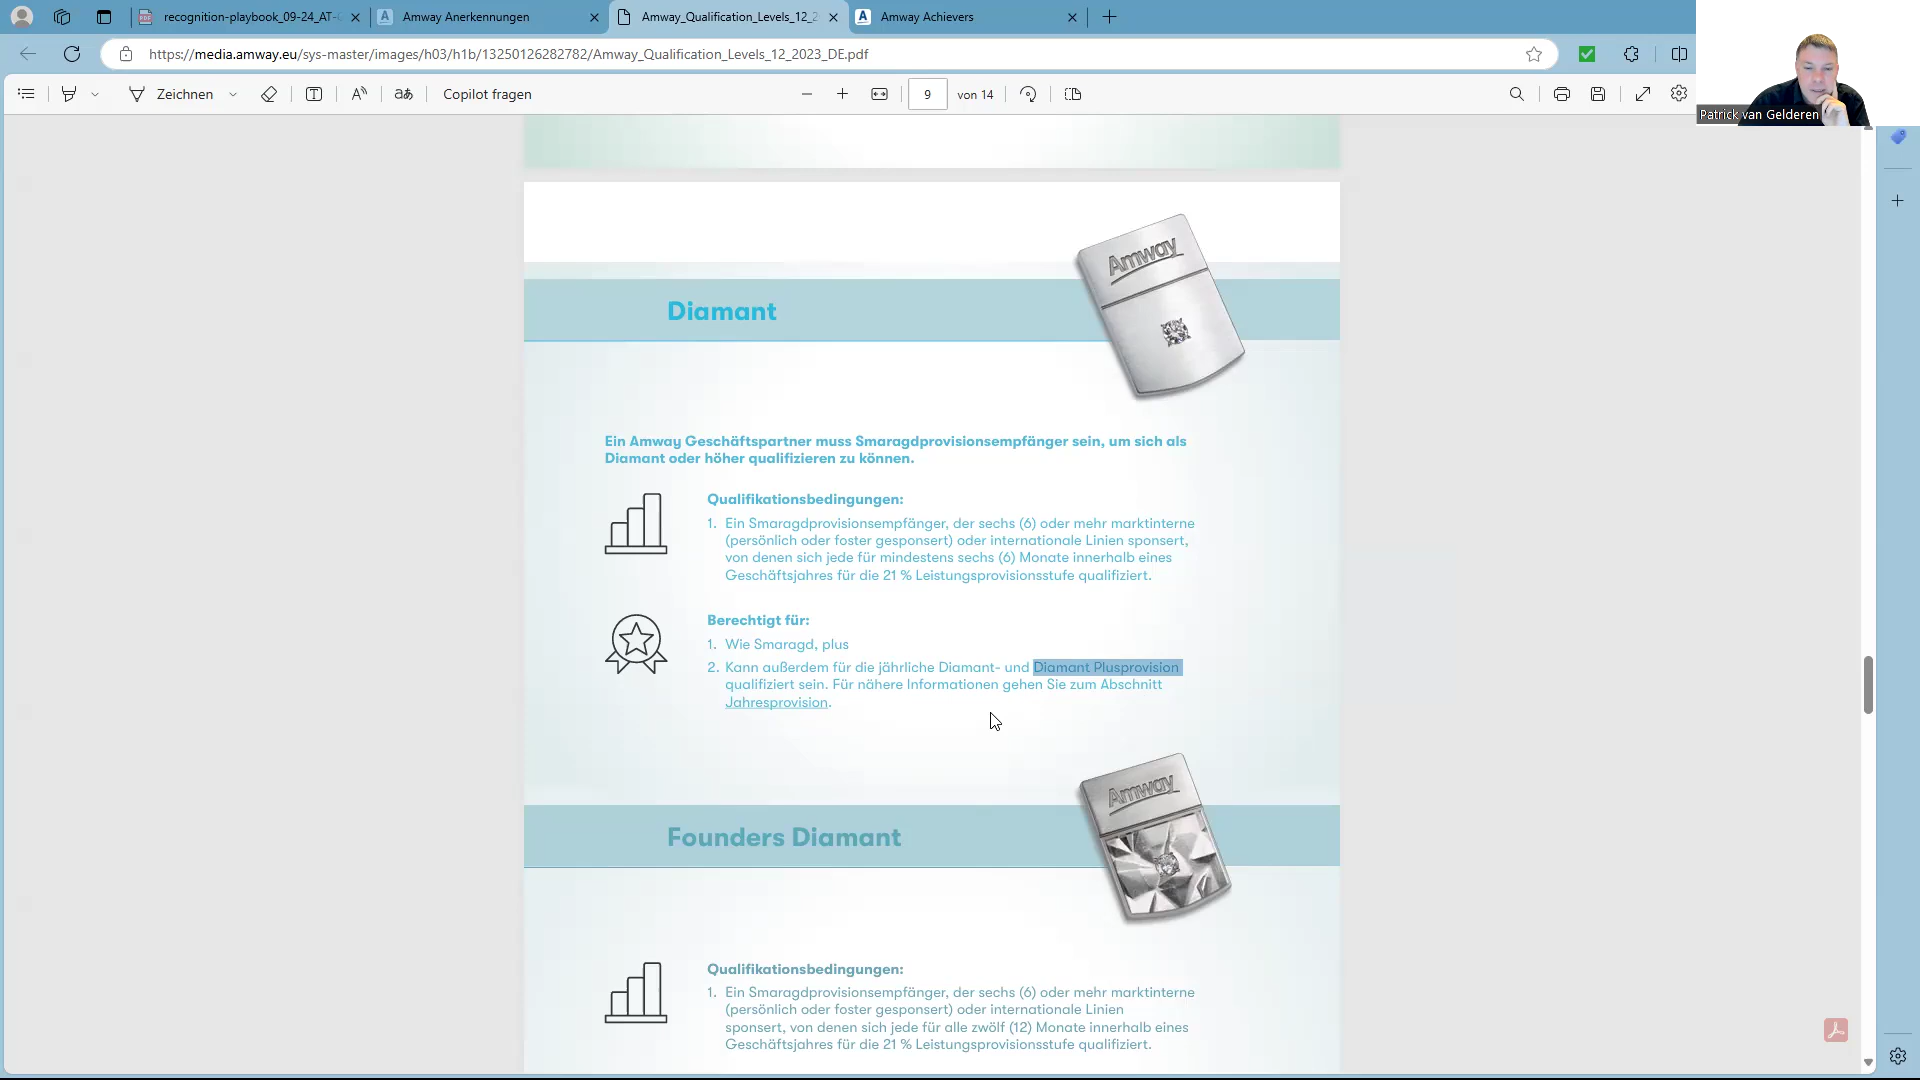 recognition-playbook_09-24_AT-
Amway Anerkennungen
Amway_Qualification_Levels_12_2
Amway Achievers
https://media.amway.eu/sys-master/images/h03/h1b/13250126282782/Amway_Qualification_Levels_12_2023_DE.pdf
Zeichnen
aあ
Copilot fragen
9
von 14
Patrick van Gelderen
Amway
Diamant
Ein Amway Geschäftspartner muss Smaragdprovisionsempfänger sein, um sich als
Diamant oder höher qualifizieren zu können.
Qualifikationsbedingungen:
1. Ein Smaragdprovisionsempfänger, der sechs (6) oder mehr marktinterne
(persönlich oder foster gesponsert) oder internationale Linien sponsert,
von denen sich jede für mindestens sechs (6) Monate innerhalb eines
Geschäftsjahres für die 21 % Leistungsprovisionsstufe qualifiziert.
Berechtigt für:
1. Wie Smaragd, plus
2. Kann außerdem für die jährliche Diamant- und Diamant Plusprovision
qualifiziert sein. Für nähere Informationen gehen Sie zum Abschnitt
Jahresprovision.
Amway
Founders Diamant
Qualifikationsbedingungen:
1. Ein Smaragdprovisionsempfänger, der sechs (6) oder mehr marktinterne
(persönlich oder foster gesponsert) oder internationale Linien
sponsert, von denen sich jede für alle zwölf (12) Monate innerhalb eines
Geschäftsjahres für die 21 % Leistungsprovisionsstufe qualifiziert.